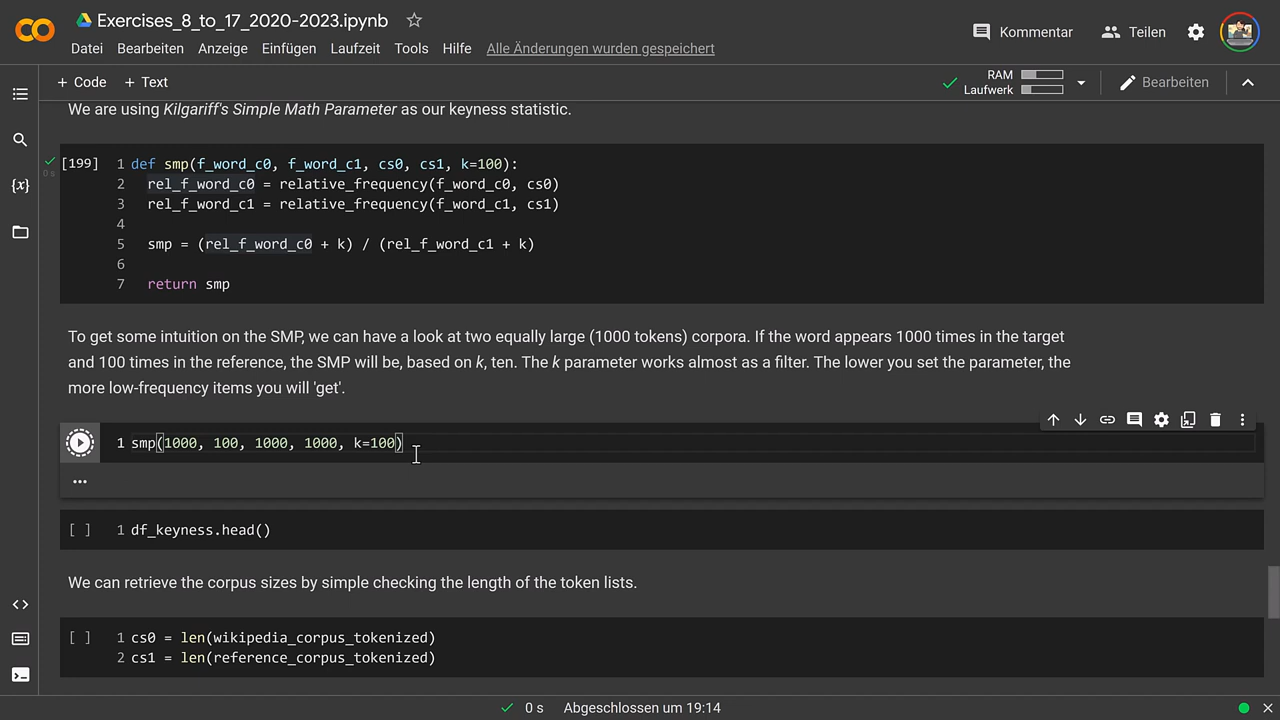 Exercises_8_to_17_2020-2023.ipynb
Datei Bearbeiten Anzeige Einfügen Laufzeit Tools Hilfe Alle Änderungen wurden gespeichert
Kommentar Teilen
+ Code + Text
RAM
Laufwerk
Bearbeiten
We are using Kilgariff's Simple Math Parameter as our keyness statistic.
[199]
0 s
1 def smp(f_word_c0, f_word_c1, cs0, cs1, k=100):
2 rel_f_word_c0 = relative_frequency(f_word_c0, cs0)
3 rel_f_word_c1 = relative_frequency(f_word_c1, cs1)
4
5 smp = (rel_f_word_c0 + k) / (rel_f_word_c1 + k)
6
7 return smp
To get some intuition on the SMP, we can have a look at two equally large (1000 tokens) corpora. If the word appears 1000 times in the target
and 100 times in the reference, the SMP will be, based on k, ten. The k parameter works almost as a filter. The lower you set the parameter, the
more low-frequency items you will 'get'.
1 smp(1000, 100, 1000, 1000, k=100)
...
[ ] 1 df_keyness.head()
We can retrieve the corpus sizes by simple checking the length of the token lists.
[ ] 1 cs0 = len(wikipedia_corpus_tokenized)
2 cs1 = len(reference_corpus_tokenized)
0 s Abgeschlossen um 19:14